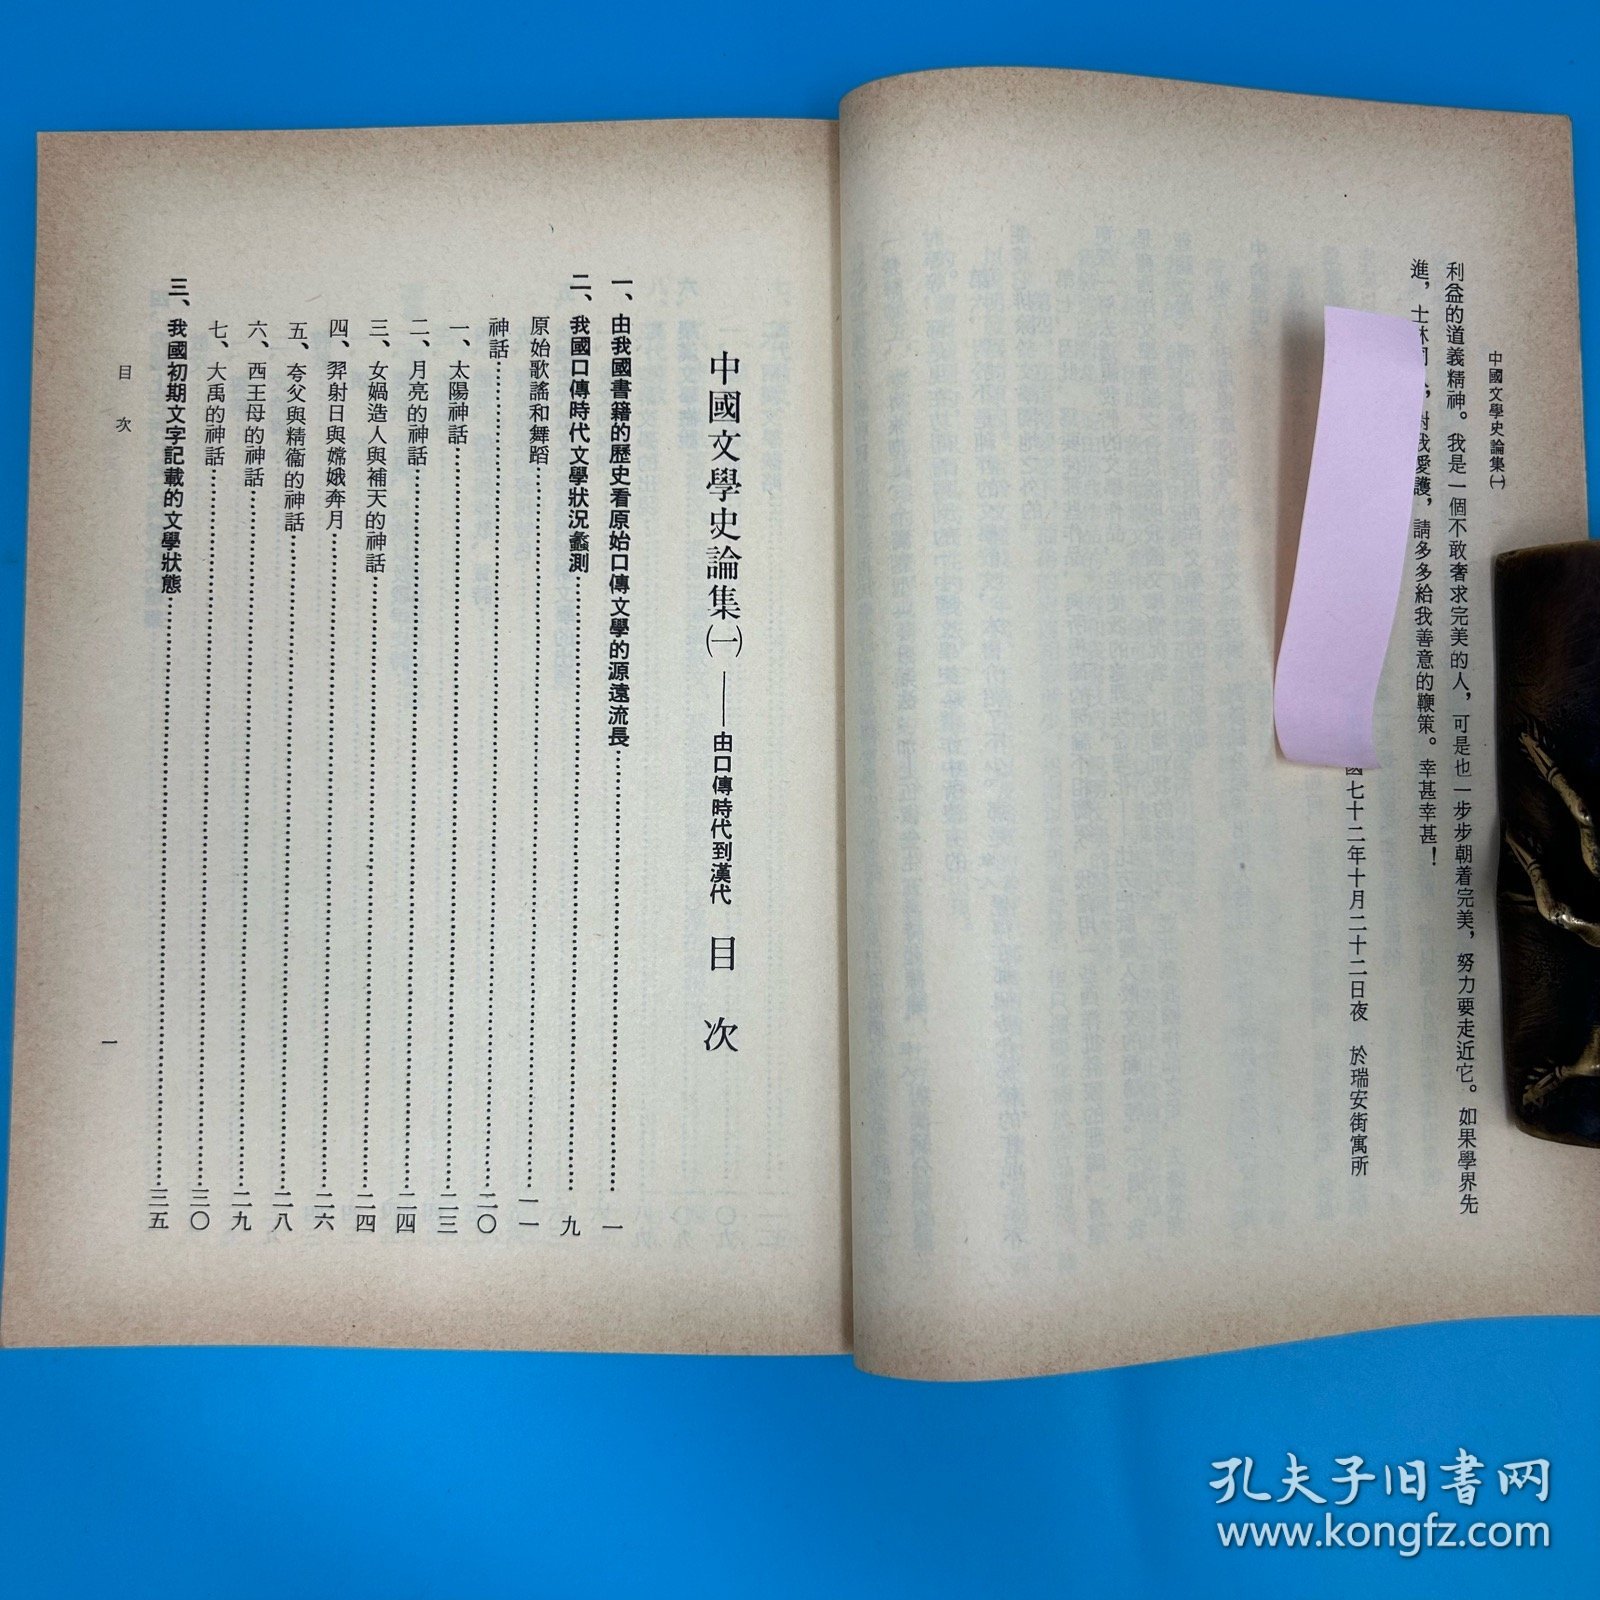 中國文學史論集㈠
利益的道義精神。我是一個不敢奢求完美的人，可是也一步步朝着完美，努力要走近它。如果學界先
進，士林同人，對我愛護，請多多給我善意的鞭策。幸甚幸甚！
國七十二年十月二十二日夜　於瑞安街寓所
中國文學史論集㈠——由口傳時代到漢代　目　次
一、由我國書籍的歷史看原始口傳文學的源遠流長……一
二、我國口傳時代文學狀況蠡測……九
原始歌謠和舞蹈……一一
神話……二〇
一、太陽神話……二三
二、月亮的神話……二四
三、女媧造人與補天的神話……二四
四、羿射日與嫦娥奔月……二六
五、夸父與精衞的神話……二八
六、西王母的神話……二九
七、大禹的神話……三〇
三、我國初期文字記載的文學狀態……三五
目　次
一
孔夫子旧书网
www.kongfz.com